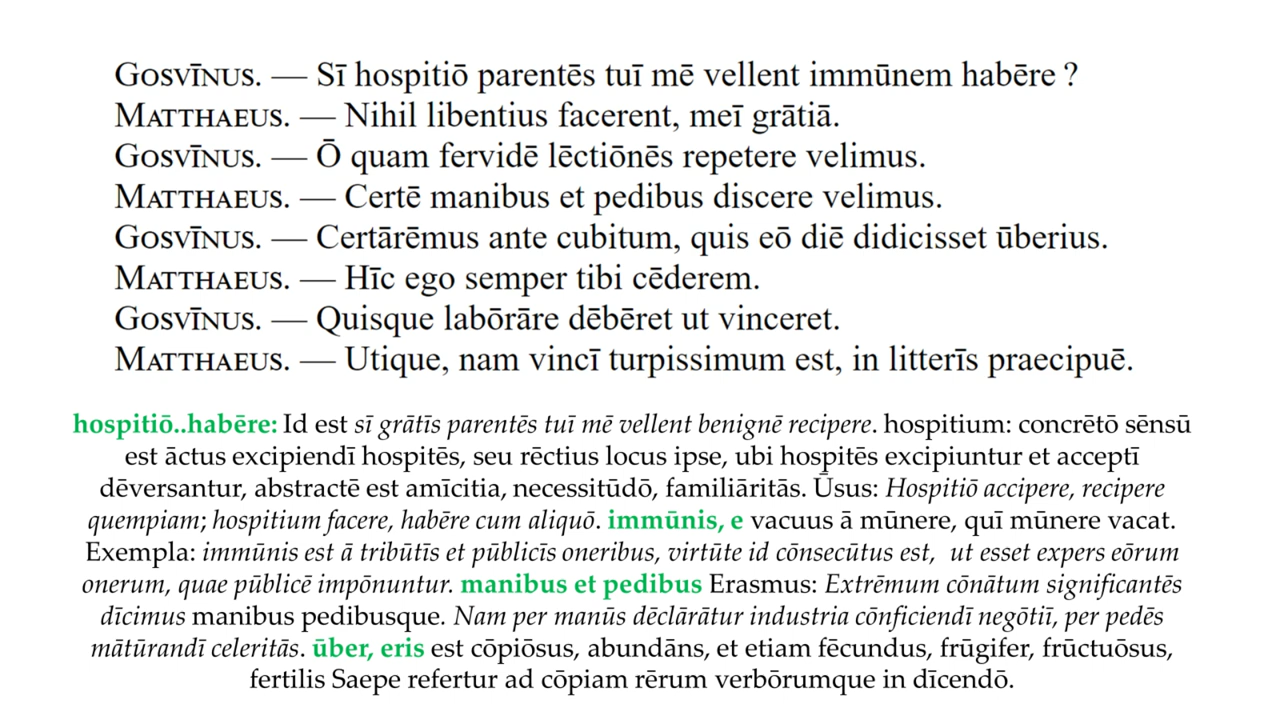 Gosvīnus. — Sī hospitiō parentēs tuī mē vellent immūnem habēre ?
Matthaeus. — Nihil libentius facerent, meī grātiā.
Gosvīnus. — Ō quam fervidē lēctiōnēs repetere velimus.
Matthaeus. — Certē manibus et pedibus discere velimus.
Gosvīnus. — Certārēmus ante cubitum, quis eō diē didicisset ūberius.
Matthaeus. — Hīc ego semper tibi cēderem.
Gosvīnus. — Quisque labōrāre dēbēret ut vinceret.
Matthaeus. — Utique, nam vincī turpissimum est, in litterīs praecipuē.
hospitiō..habēre: Id est sī grātīs parentēs tuī mē vellent benignē recipere. hospitium: concrētō sēnsū
est āctus excipiendī hospitēs, seu rēctius locus ipse, ubi hospitēs excipiuntur et acceptī
dēversantur, abstractē est amīcitia, necessitūdō, familiāritās. Ūsus: Hospitiō accipere, recipere
quempiam; hospitium facere, habēre cum aliquō. immūnis, e vacuus ā mūnere, quī mūnere vacat.
Exempla: immūnis est ā tribūtīs et pūblicīs oneribus, virtūte id cōnsecūtus est, ut esset expers eōrum
onerum, quae pūblicē impōnuntur. manibus et pedibus Erasmus: Extrēmum cōnātum significantēs
dīcimus manibus pedibusque. Nam per manūs dēclārātur industria cōnficiendī negōtiī, per pedēs
mātūrandī celeritās. ūber, eris est cōpiōsus, abundāns, et etiam fēcundus, frūgifer, frūctuōsus,
fertilis Saepe refertur ad cōpiam rērum verbōrumque in dīcendō.